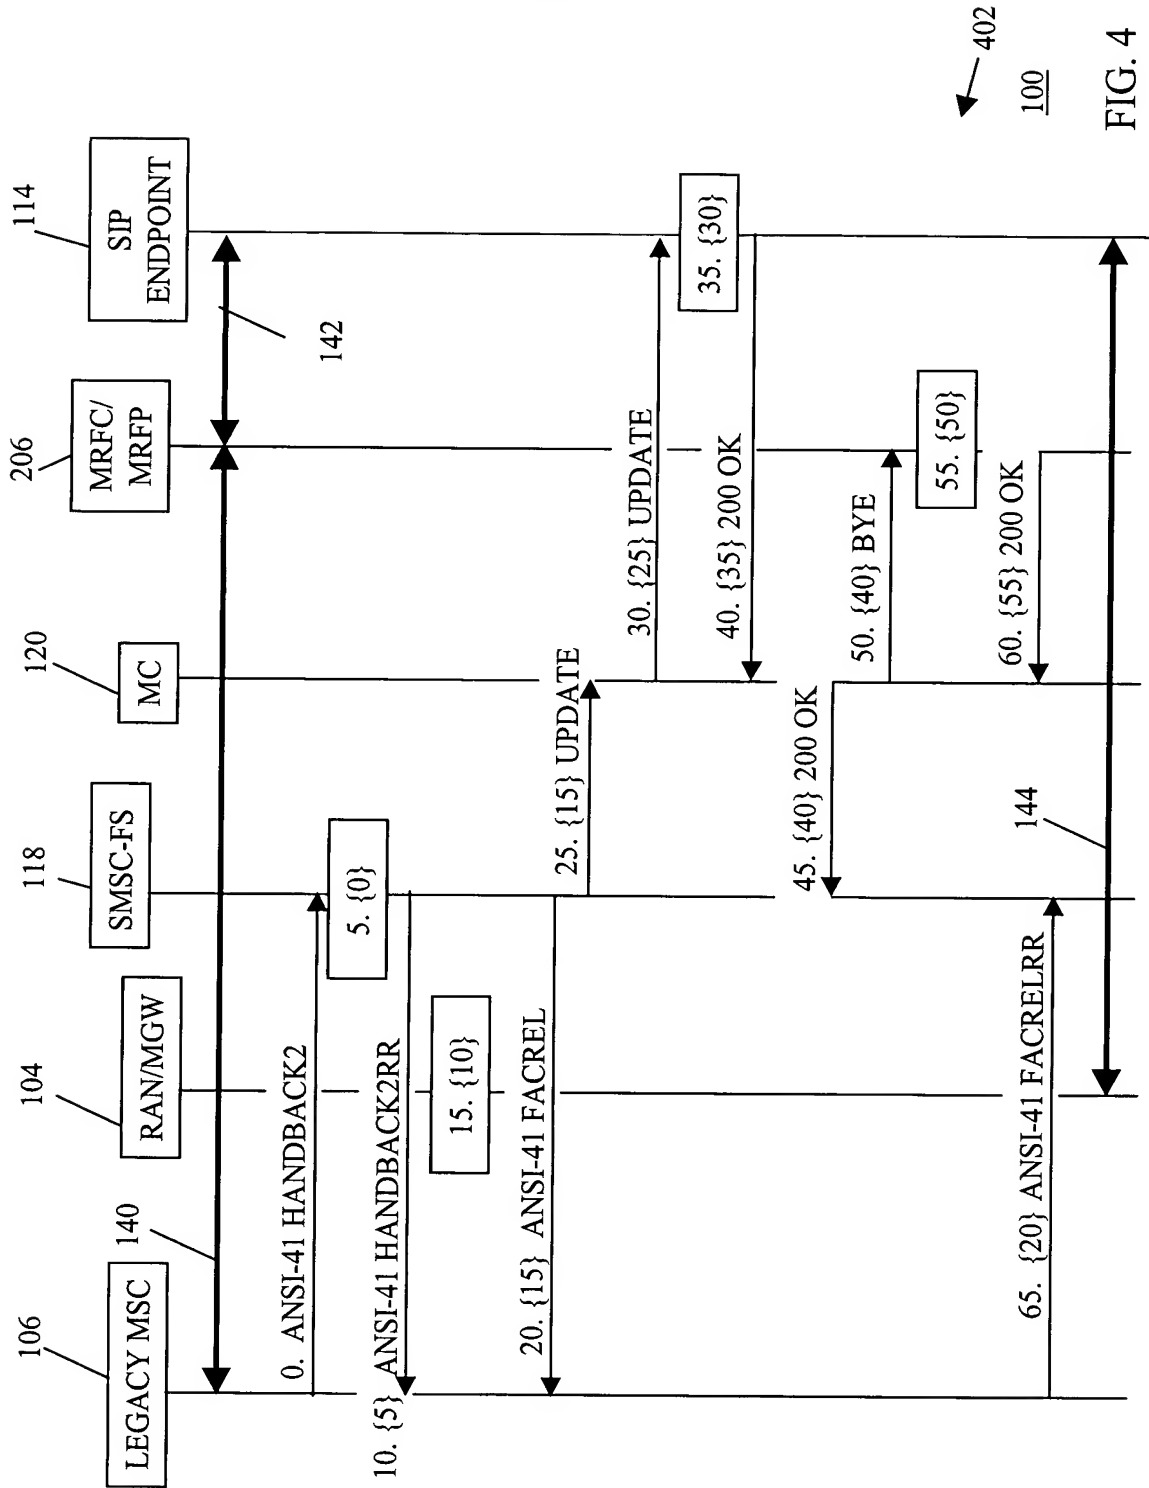 106
LEGACY MSC
104
RAN/MGW
118
SMSC-FS
120
MC
206
MRFC/
MRFP
114
SIP
ENDPOINT
140
142
0. ANSI-41 HANDBACK2
5. {0}
10. {5} ANSI-41 HANDBACK2RR
15. {10}
20. {15} ANSI-41 FACREL
25. {15} UPDATE
30. {25} UPDATE
35. {30}
40. {35} 200 OK
45. {40} 200 OK
50. {40} BYE
55. {50}
60. {55} 200 OK
65. {20} ANSI-41 FACRELRR
144
402
100
FIG. 4